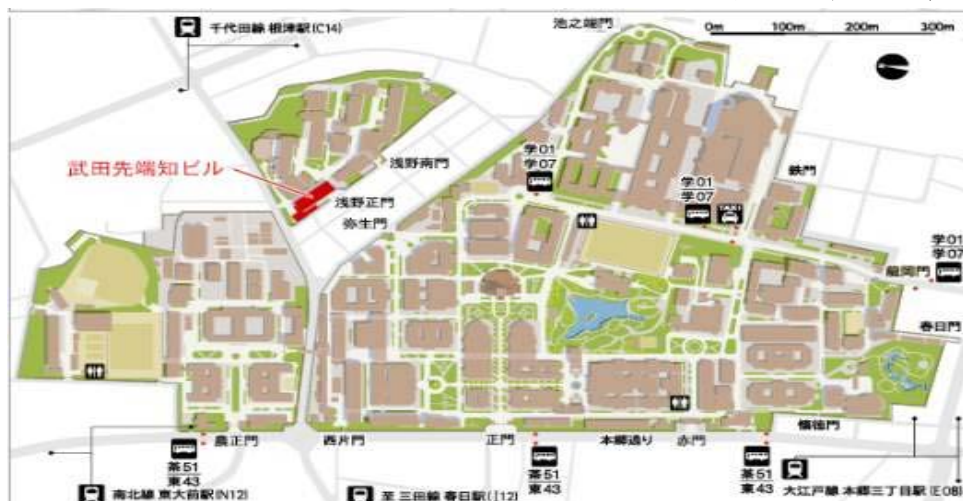 千代田線 根津駅(C14)
池之端門
0m 100m 200m 300m
浅野南門
武田先端知ビル
浅野正門
弥生門
学01
学07
学01
学07
TAXI
鉄門
学01
学07
龍岡門
春日門
農正門
西片門
正門
本郷通り
赤門
懐徳門
茶51
東43
茶51
東43
茶51
東43
南北線 東大前駅(N12)
至 三田線 春日駅(I12)
大江戸線 本郷三丁目駅(E08)